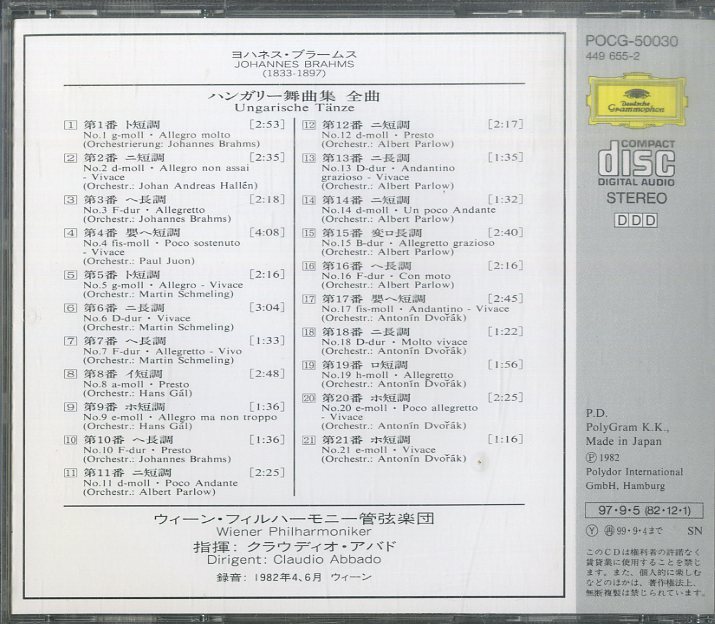 ヨハネス・ブラームス
JOHANNES BRAHMS
(1833-1897)
ハンガリー舞曲集 全曲
Ungarische Tänze
1 第1番 ト短調 [2:53]
No.1 g-moll・Allegro molto
(Orchestrierung: Johannes Brahms)
2 第2番 ニ短調 [2:35]
No.2 d-moll・Allegro non assai
- Vivace
(Orchestr.: Johan Andreas Hallén)
3 第3番 ヘ長調 [2:18]
No.3 F-dur・Allegretto
(Orchestr.: Johannes Brahms)
4 第4番 嬰ヘ短調 [4:08]
No.4 fis-moll・Poco sostenuto
- Vivace
(Orchestr.: Paul Juon)
5 第5番 ト短調 [2:16]
No.5 g-moll・Allegro - Vivace
(Orchestr.: Martin Schmeling)
6 第6番 ニ長調 [3:04]
No.6 D-dur・Vivace
(Orchestr.: Martin Schmeling)
7 第7番 ヘ長調 [1:33]
No.7 F-dur・Allegretto - Vivo
(Orchestr.: Martin Schmeling)
8 第8番 イ短調 [2:48]
No.8 a-moll・Presto
(Orchestr.: Hans Gál)
9 第9番 ホ短調 [1:36]
No.9 e-moll・Allegro ma non troppo
(Orchestr.: Hans Gál)
10 第10番 ヘ長調 [1:36]
No.10 F-dur・Presto
(Orchestr.: Johannes Brahms)
11 第11番 ニ短調 [2:25]
No.11 d-moll・Poco Andante
(Orchestr.: Albert Parlow)
12 第12番 ニ短調 [2:17]
No.12 d-moll・Presto
(Orchestr.: Albert Parlow)
13 第13番 ニ長調 [1:35]
No.13 D-dur・Andantino
grazioso - Vivace
(Orchestr.: Albert Parlow)
14 第14番 ニ短調 [1:32]
No.14 d-moll・Un poco Andante
(Orchestr.: Albert Parlow)
15 第15番 変ロ長調 [2:40]
No.15 B-dur・Allegretto grazioso
(Orchestr.: Albert Parlow)
16 第16番 ヘ長調 [2:16]
No.16 F-dur・Con moto
(Orchestr.: Albert Parlow)
17 第17番 嬰ヘ短調 [2:45]
No.17 fis-moll・Andantino - Vivace
(Orchestr.: Antonín Dvořák)
18 第18番 ニ長調 [1:22]
No.18 D-dur・Molto vivace
(Orchestr.: Antonín Dvořák)
19 第19番 ロ短調 [1:56]
No.19 h-moll・Allegretto
(Orchestr.: Antonín Dvořák)
20 第20番 ホ短調 [2:25]
No.20 e-moll・Poco allegretto
- Vivace
(Orchestr.: Antonín Dvořák)
21 第21番 ホ短調 [1:16]
No.21 e-moll・Vivace
(Orchestr.: Antonín Dvořák)
ウィーン・フィルハーモニー管弦楽団
Wiener Philharmoniker
指揮: クラウディオ・アバド
Dirigent: Claudio Abbado
録音: 1982年4、6月 ウィーン
POCG-50030
449 655-2
Deutsche
Grammophon
COMPACT
disc
DIGITAL AUDIO
STEREO
DDD
P.D.
PolyGram K.K.,
Made in Japan
Ⓟ 1982
Polydor International
GmbH, Hamburg
97・9・5 (82・12・1)
Ⓨ 再 99・9・4まで SN
このCDは権利者の許諾なく
賃貸業に使用することを禁じ
ます。また、個人的に楽しむ
などのほかは、著作権法上、
無断複製は禁じられています。